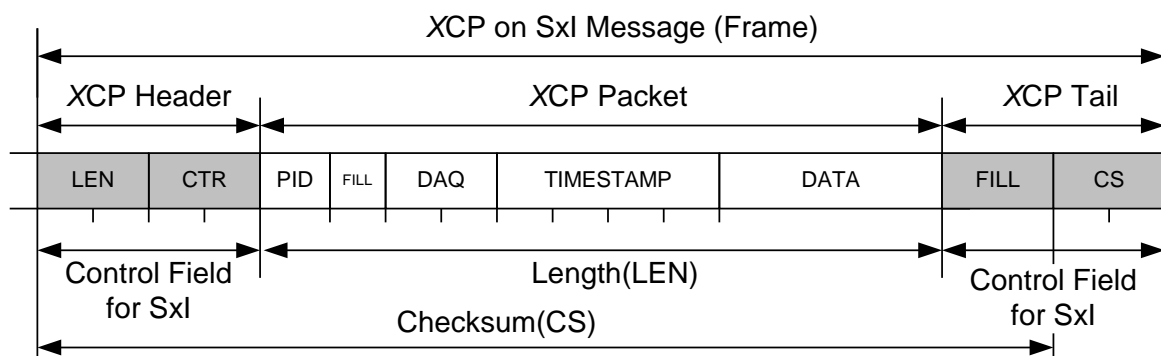 XCP on SxI Message (Frame)
XCP Header XCP Packet XCP Tail
LEN CTR PID FILL DAQ TIMESTAMP DATA FILL CS
Control Field
for SxI
Length(LEN)
Control Field
for SxI
Checksum(CS)